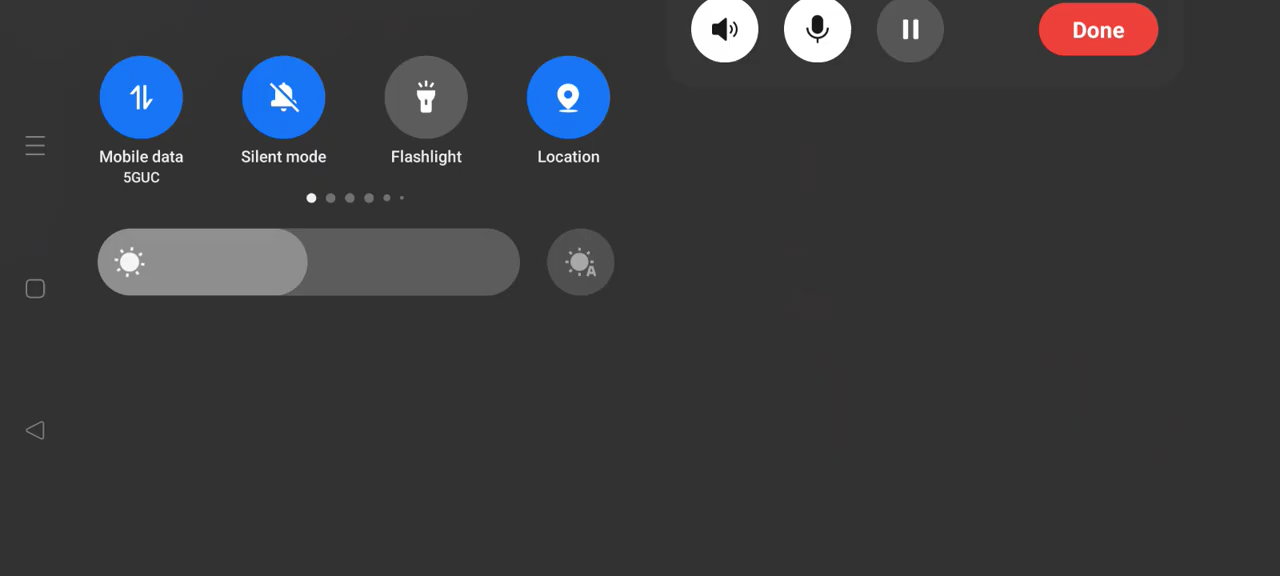 Done
Mobile data
5GUC
Silent mode
Flashlight
Location
A